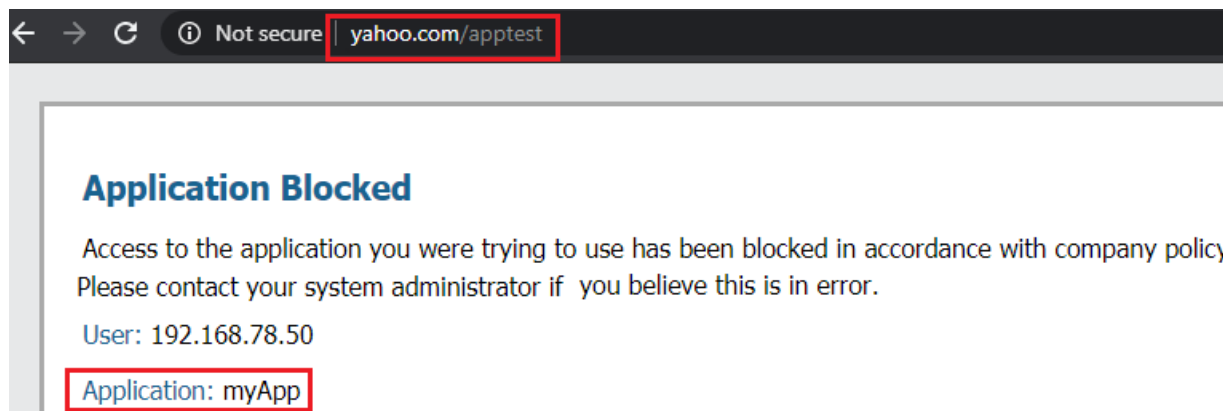 Not secure | yahoo.com/apptest
Application Blocked
Access to the application you were trying to use has been blocked in accordance with company policy
Please contact your system administrator if you believe this is in error.
User: 192.168.78.50
Application: myApp